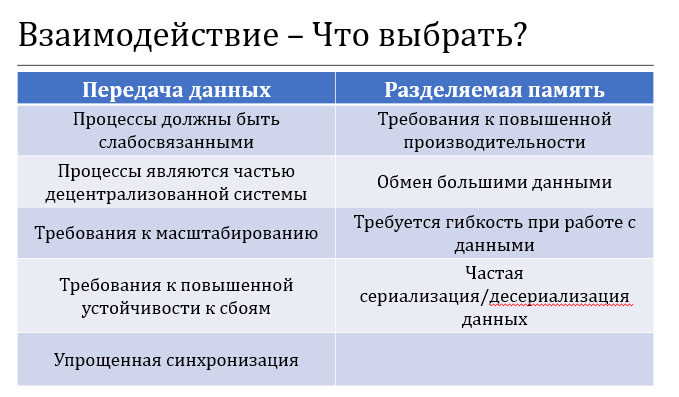 Взаимодействие – Что выбрать?
Передача данных
Разделяемая память
Процессы должны быть
слабосвязанными
Требования к повышенной
производительности
Процессы являются частью
децентрализованной системы
Обмен большими данными
Требования к масштабированию
Требуется гибкость при работе с
данными
Требования к повышенной
устойчивости к сбоям
Частая
сериализация/десериализация
данных
Упрощенная синхронизация